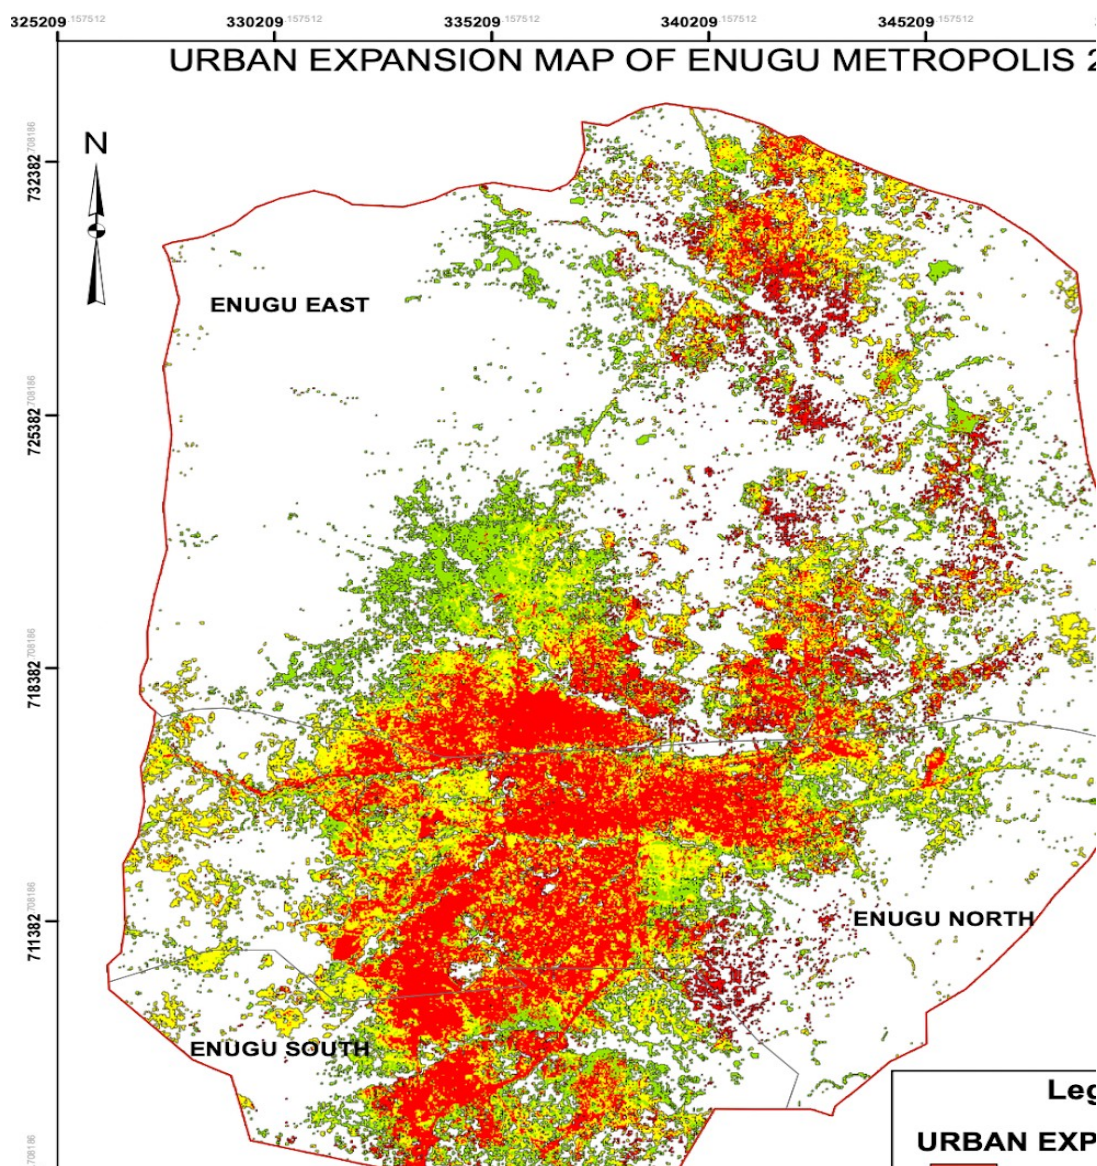 325209.157512 330209.157512 335209.157512 340209.157512 345209.157512
URBAN EXPANSION MAP OF ENUGU METROPOLIS
N
732382.708186
ENUGU EAST
725382.708186
718382.708186
711382.708186
ENUGU NORTH
ENUGU SOUTH
Leg
URBAN EXP
708186